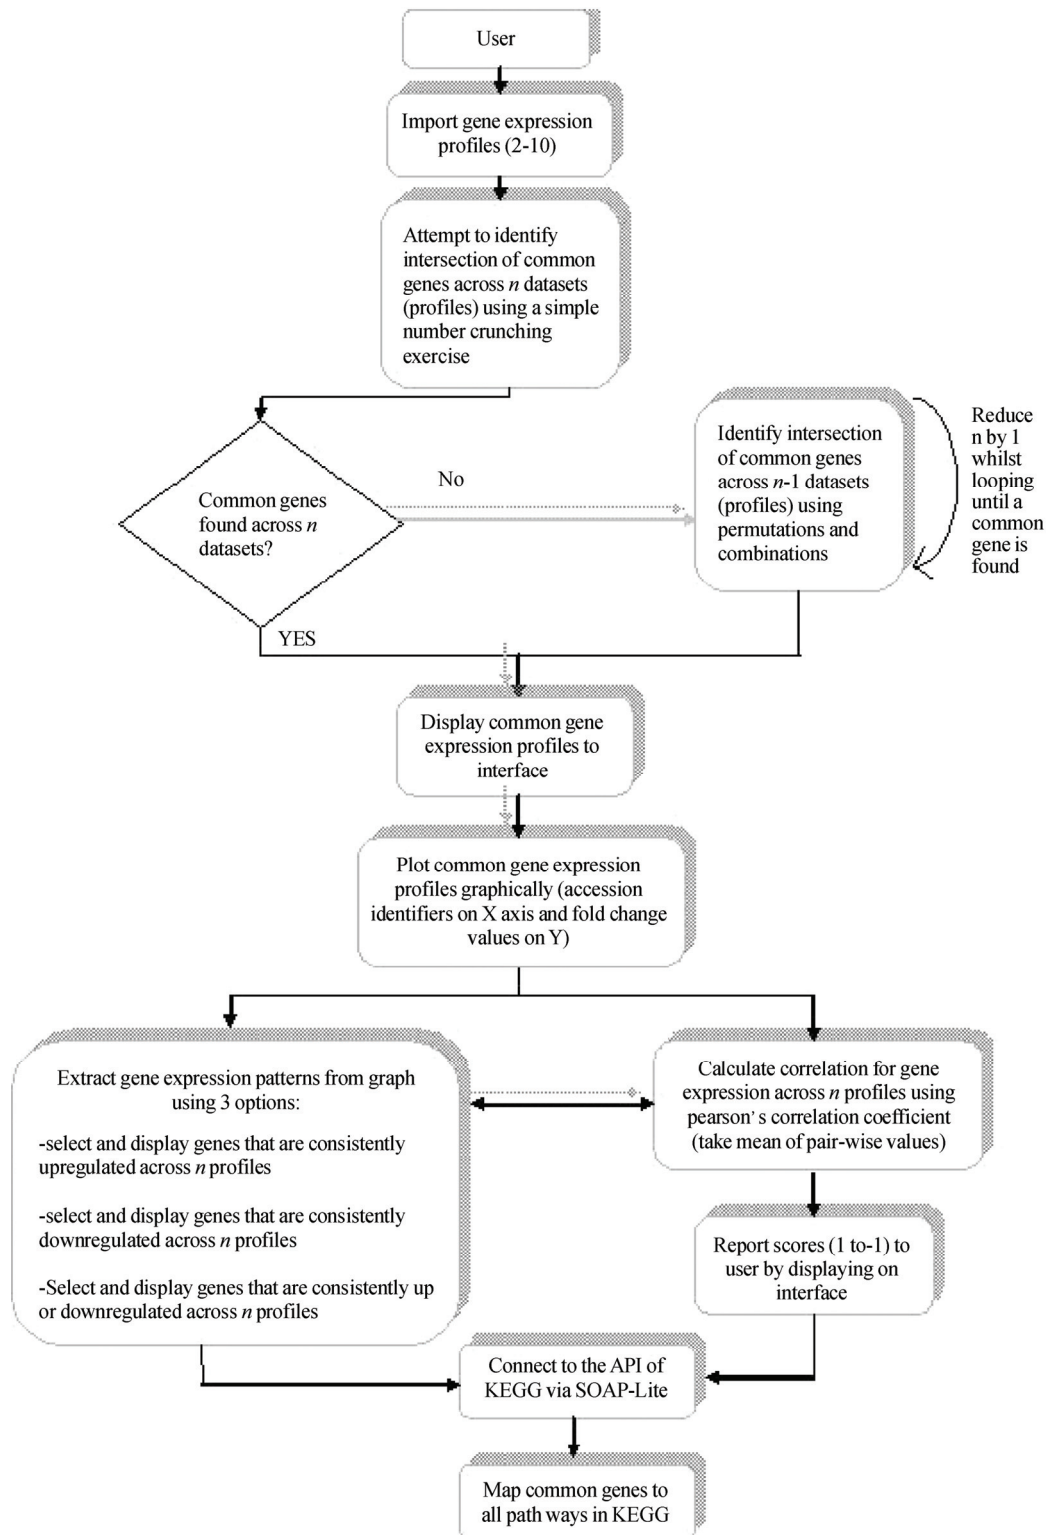 User
Import gene expression
profiles (2-10)
Attempt to identify
intersection of common
genes across n datasets
(profiles) using a simple
number crunching
exercise
Common genes
found across n
datasets?
No
YES
Identify intersection
of common genes
across n-1 datasets
(profiles) using
permutations and
combinations
Reduce
n by 1
whilst
looping
until a
common
gene is
found
Display common gene
expression profiles to
interface
Plot common gene expression
profiles graphically (accession
identifiers on X axis and fold change
values on Y)
Extract gene expression patterns from graph
using 3 options:
-select and display genes that are consistently
upregulated across n profiles
-select and display genes that are consistently
downregulated across n profiles
-Select and display genes that are consistently up
or downregulated across n profiles
Calculate correlation for gene
expression across n profiles using
pearson's correlation coefficient
(take mean of pair-wise values)
Report scores (1 to-1) to
user by displaying on
interface
Connect to the API of
KEGG via SOAP-Lite
Map common genes to
all path ways in KEGG